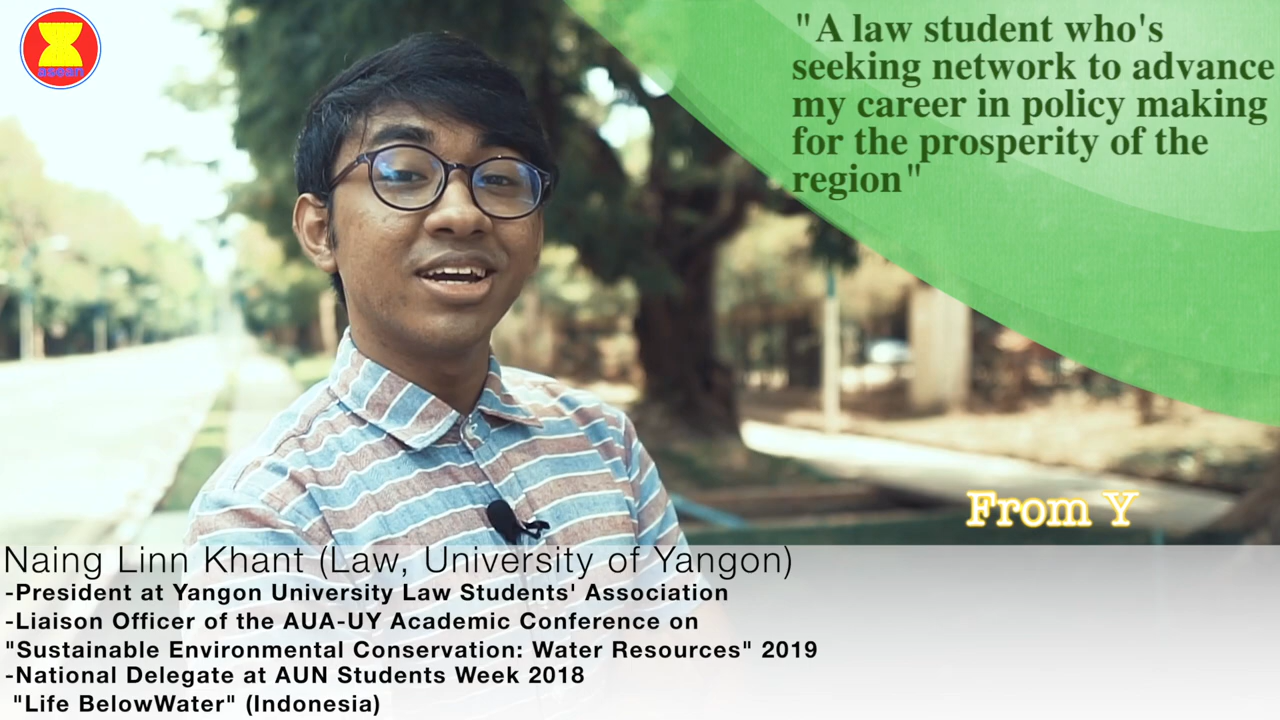 asean
"A law student who's
seeking network to advance
my career in policy making
for the prosperity of the
region"
From Y
Naing Linn Khant (Law, University of Yangon)
-President at Yangon University Law Students' Association
-Liaison Officer of the AUA-UY Academic Conference on
"Sustainable Environmental Conservation: Water Resources" 2019
-National Delegate at AUN Students Week 2018
"Life BelowWater" (Indonesia)